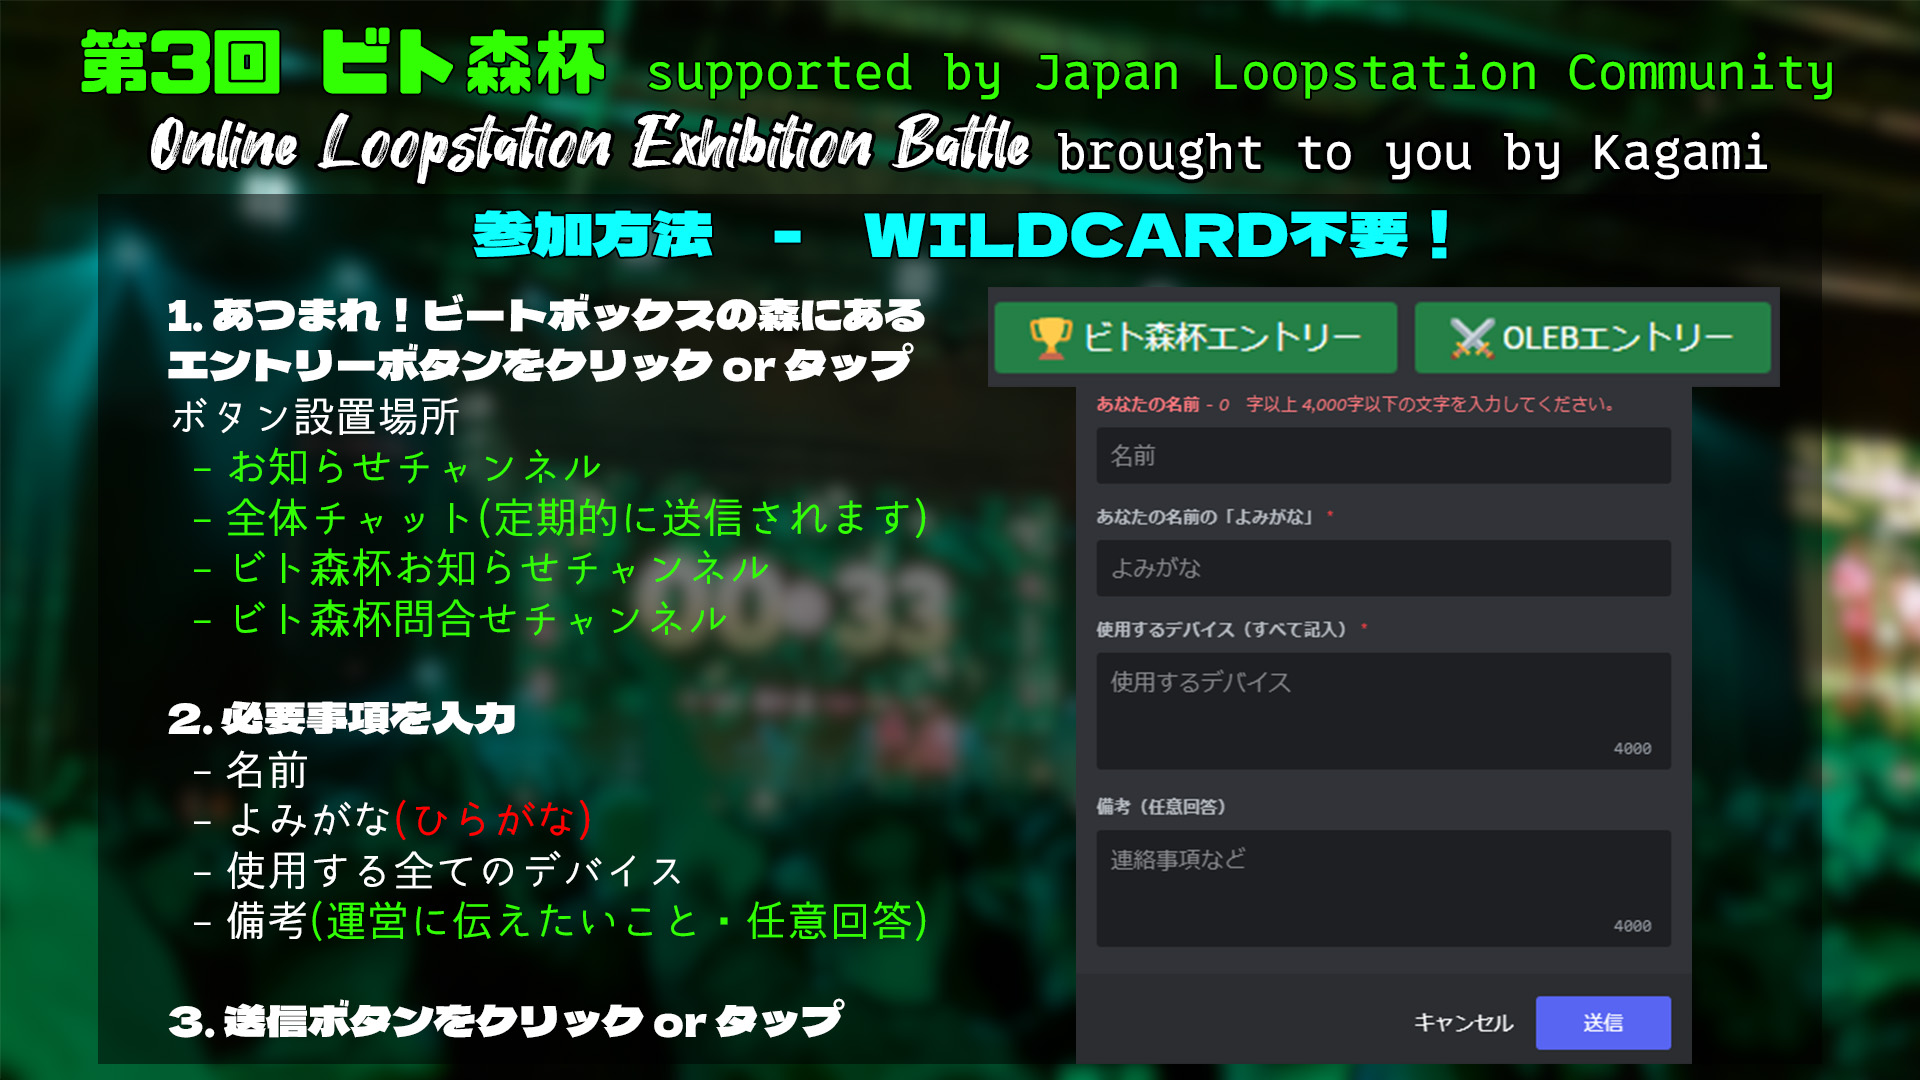 第3回 ビト森杯 supported by Japan Loopstation Community
Online Loopstation Exhibition Battle brought to you by Kagami
参加方法 - WILDCARD不要！
1. あつまれ！ビートボックスの森にある
エントリーボタンをクリック or タップ
ボタン設置場所
- お知らせチャンネル
- 全体チャット(定期的に送信されます)
- ビト森杯お知らせチャンネル
- ビト森杯問合せチャンネル
2. 必要事項を入力
- 名前
- よみがな(ひらがな)
- 使用する全てのデバイス
- 備考(運営に伝えたいこと・任意回答)
3. 送信ボタンをクリック or タップ
🏆 ビト森杯エントリー
⚔️ OLEBエントリー
あなたの名前 - 0 字以上 4,000字以下の文字を入力してください。
名前
あなたの名前の「よみがな」 *
よみがな
使用するデバイス（すべて記入） *
使用するデバイス
4000
備考（任意回答）
連絡事項など
4000
キャンセル
送信
00:33